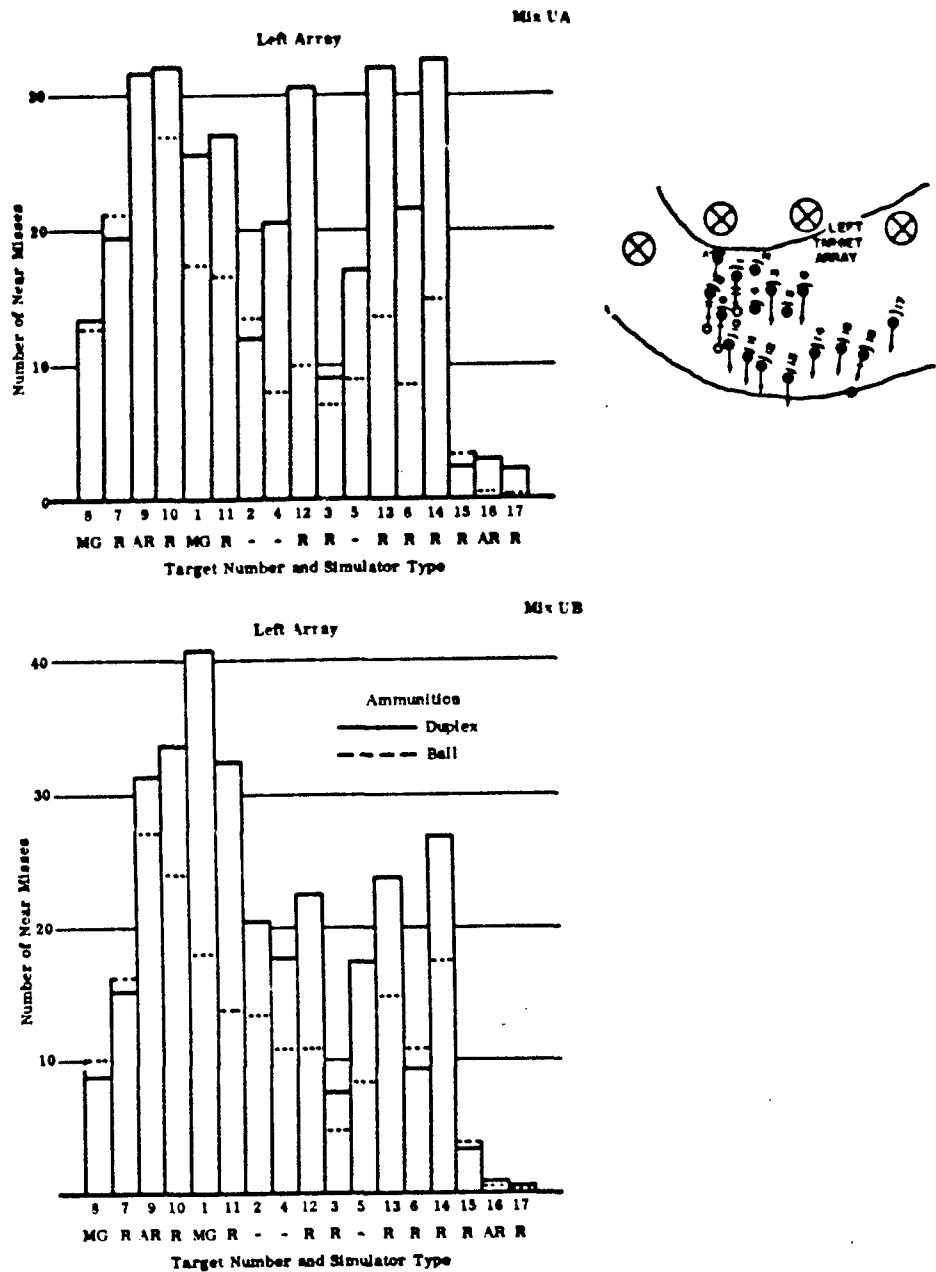 Mix UA
Left Array
30
20
10
0
Number of Near Misses
8 7 9 10 1 11 2 4 12 3 5 13 6 14 15 16 17
MG R AR R MG R - - R R - R R R R AR R
Target Number and Simulator Type
LEFT
TARGET
ARRAY
Mix UB
Left Array
40
30
20
10
Number of Near Misses
Ammunition
Duplex
Ball
8 7 9 10 1 11 2 4 12 3 5 13 6 14 15 16 17
MG R AR R MG R - - R R - R R R R AR R
Target Number and Simulator Type